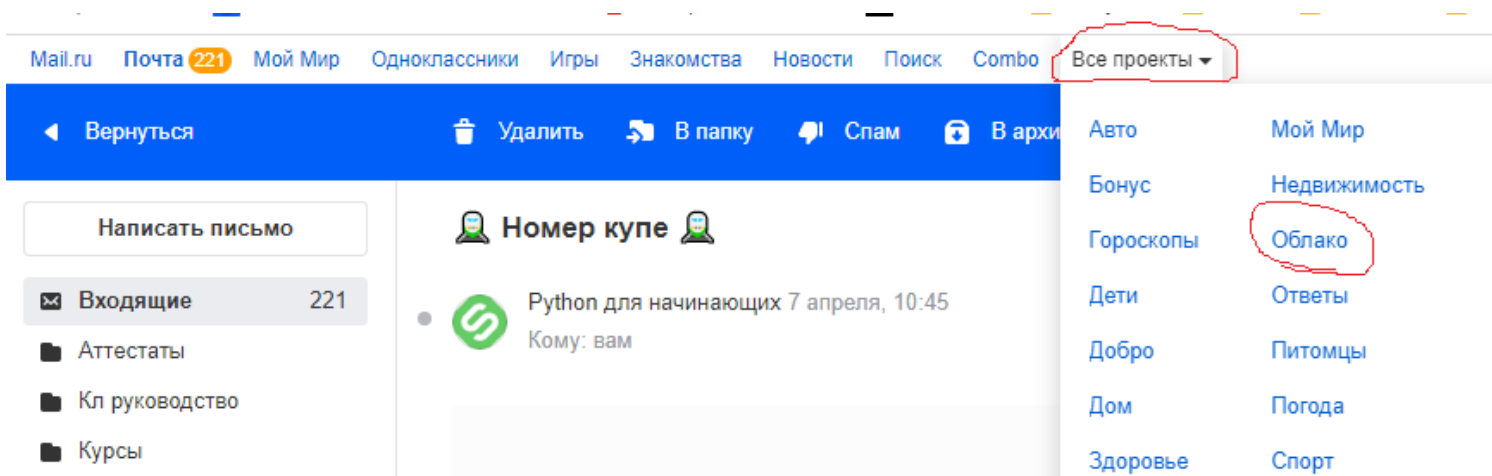 Mail.ru Почта 221 Мой Мир Одноклассники Игры Знакомства Новости Поиск Combo Все проекты
Вернуться Удалить В папку Спам В архи
Написать письмо
Входящие 221
Аттестаты
Кл руководство
Курсы
Номер купе
Python для начинающих 7 апреля, 10:45
Кому: вам
Авто Мой Мир
Бонус Недвижимость
Гороскопы Облако
Дети Ответы
Добро Питомцы
Дом Погода
Здоровье Спорт